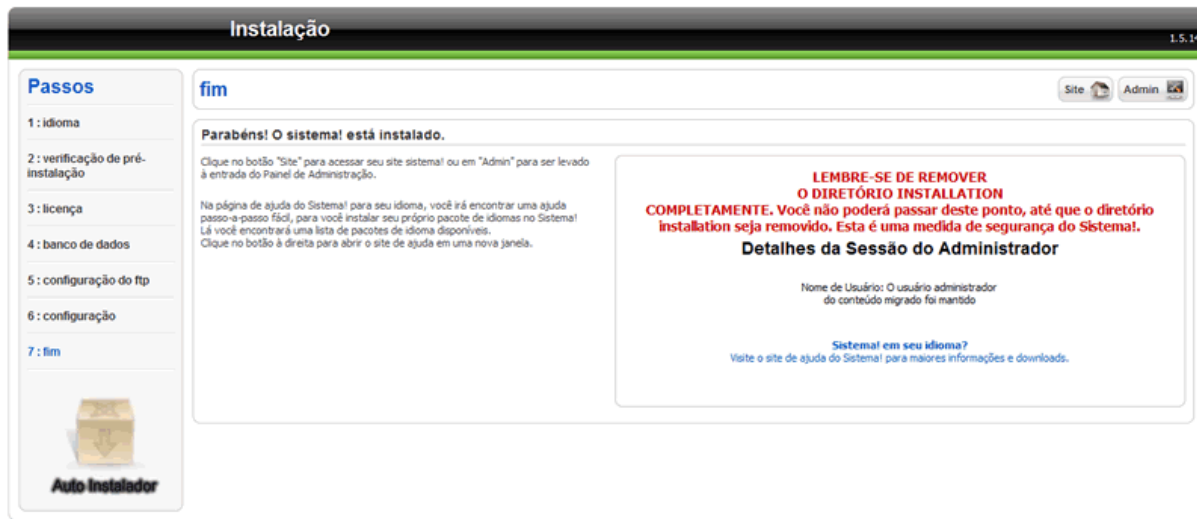 Instalação
1.5.14
Passos
1 : idioma
2 : verificação de pré-
instalação
3 : licença
4 : banco de dados
5 : configuração do ftp
6 : configuração
7 : fim
Auto Instalador
fim
Site
Admin
Parabéns! O sistema! está instalado.
Clique no botão "Site" para acessar seu site sistema! ou em "Admin" para ser levado
à entrada do Painel de Administração.
Na página de ajuda do Sistema! para seu idioma, você irá encontrar uma ajuda
passo-a-passo fácil, para você instalar seu próprio pacote de idiomas no Sistema!
Lá você encontrará uma lista de pacotes de idioma disponíveis.
Clique no botão à direita para abrir o site de ajuda em uma nova janela.
LEMBRE-SE DE REMOVER
O DIRETÓRIO INSTALLATION
COMPLETAMENTE. Você não poderá passar deste ponto, até que o diretório
installation seja removido. Esta é uma medida de segurança do Sistema!.
Detalhes da Sessão do Administrador
Nome de Usuário: O usuário administrador
do conteúdo migrado foi mantido
Sistema! em seu idioma?
Visite o site de ajuda do Sistema! para maiores informações e downloads.